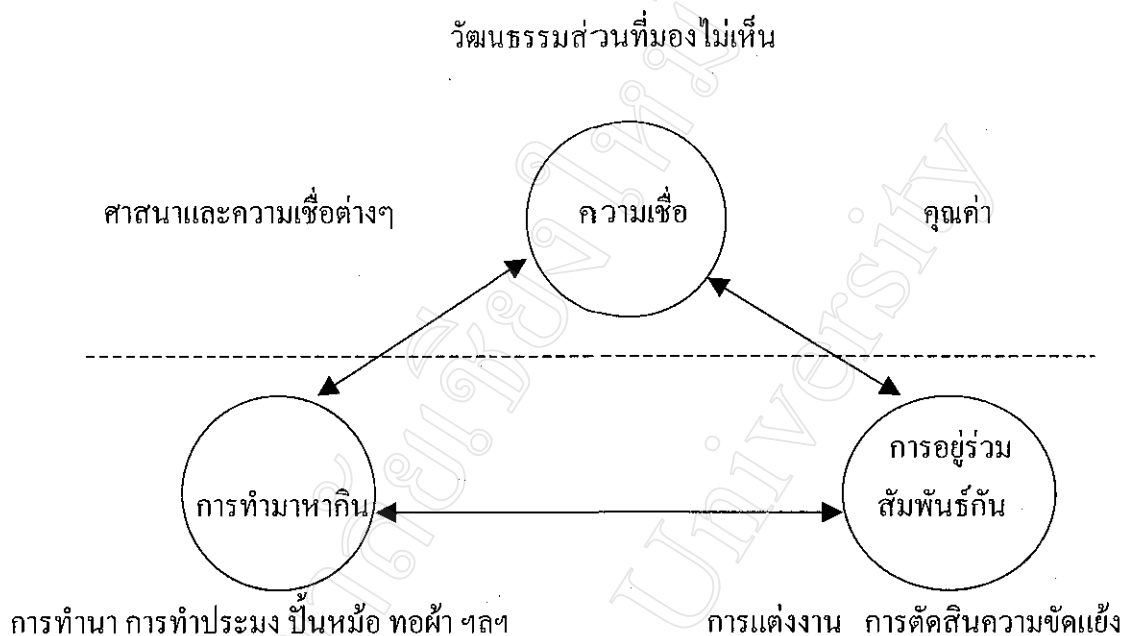 วัฒนธรรมส่วนที่มองไม่เห็น
ศาสนาและความเชื่อต่างๆ
ความเชื่อ
คุณค่า
การทำมาหากิน
การอยู่ร่วม
สัมพันธ์กัน
การทำนา การทำประมง ปั้นหม้อ ทอผ้า ฯลฯ
การแต่งงาน การตัดสินความขัดแย้ง
University